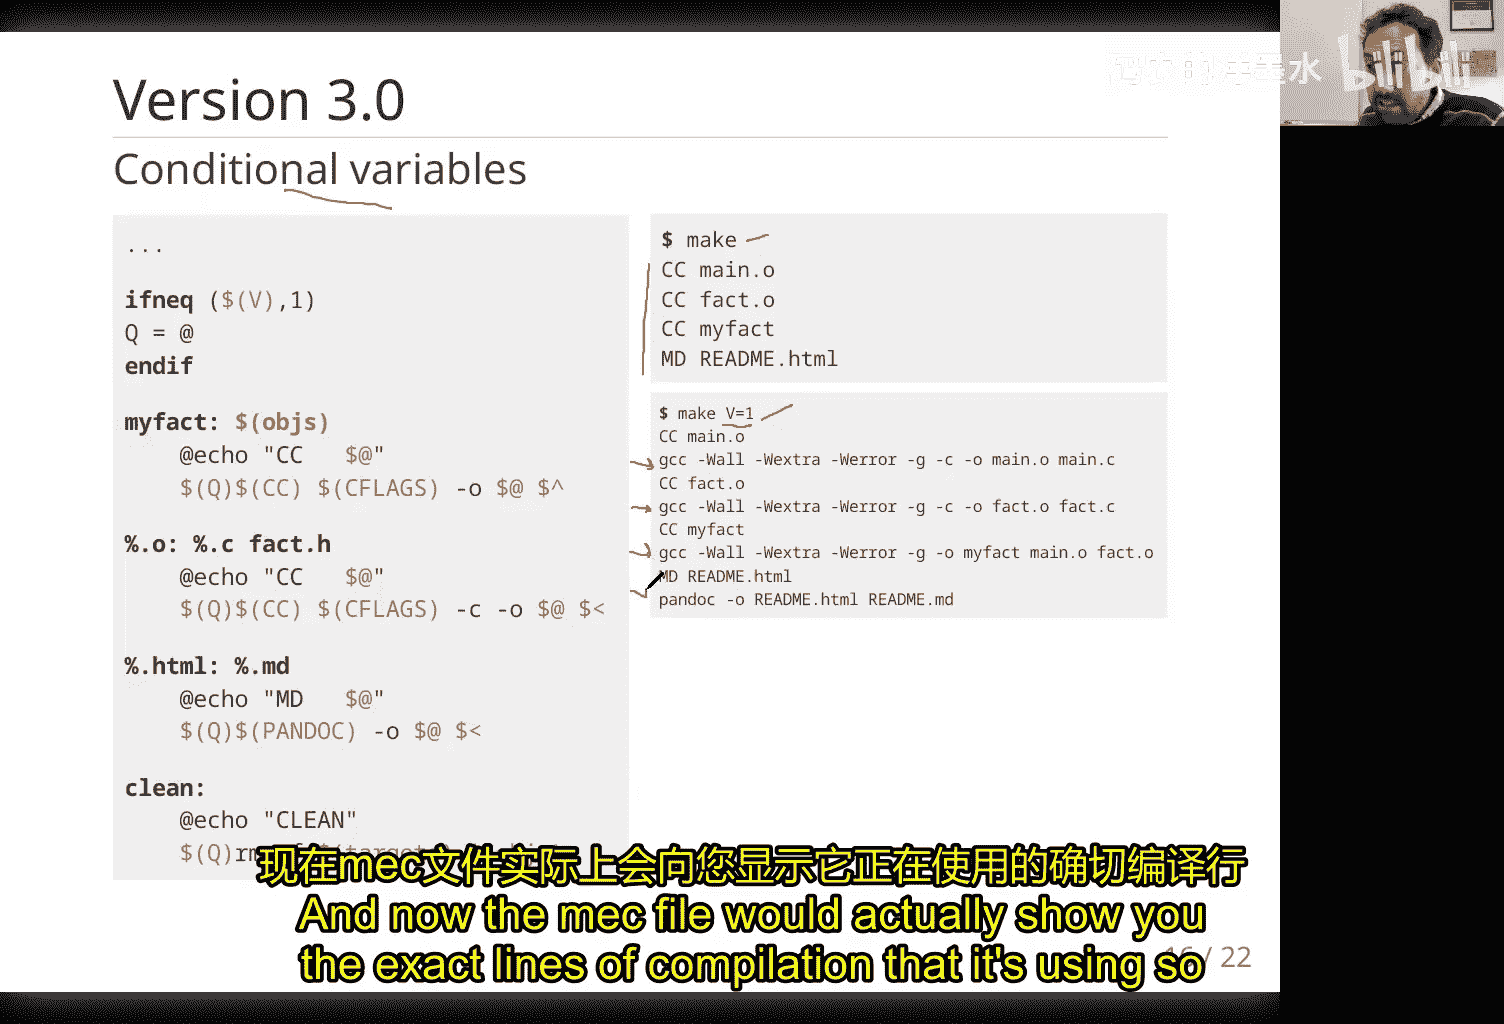 Version 3.0
Conditional variables
...
ifneq ($(V),1)
Q = @
endif
myfact: $(objs)
@echo "CC   $@"
$(Q)$(CC) $(CFLAGS) -o $@ $^
%.o: %.c fact.h
@echo "CC   $@"
$(Q)$(CC) $(CFLAGS) -c -o $@ $<
%.html: %.md
@echo "MD   $@"
$(Q)$(PANDOC) -o $@ $<
clean:
@echo "CLEAN"
$ make
CC main.o
CC fact.o
CC myfact
MD README.html
$ make V=1
CC main.o
gcc -Wall -Wextra -Werror -g -c -o main.o main.c
CC fact.o
gcc -Wall -Wextra -Werror -g -c -o fact.o fact.c
CC myfact
gcc -Wall -Wextra -Werror -g -o myfact main.o fact.o
MD README.html
pandoc -o README.html README.md
bilibili
现在mec文件实际上会向您显示它正在使用的确切编译行
And now the mec file would actually show you
the exact lines of compilation that it's using so
/ 22